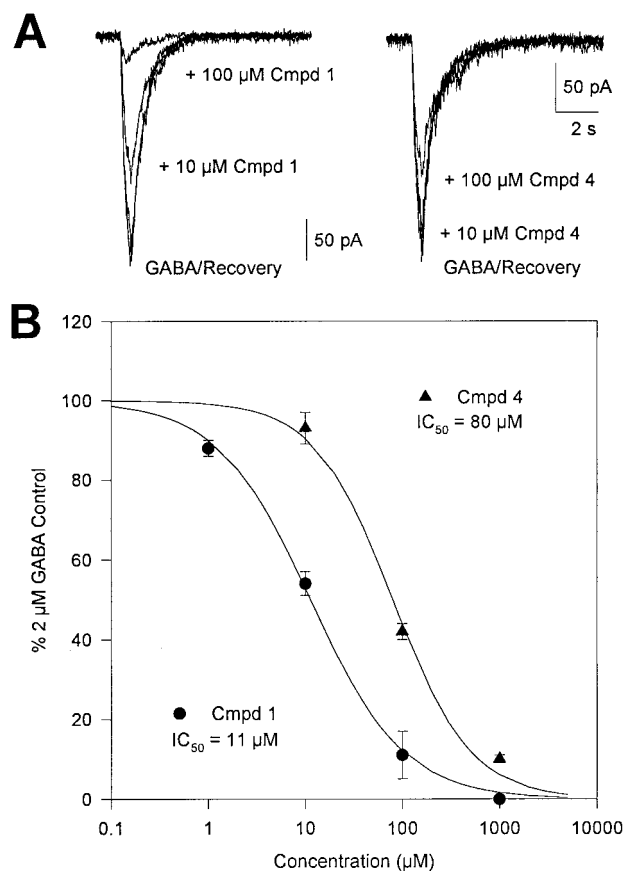 A
+ 100 µM Cmpd 1
+ 10 µM Cmpd 1
GABA/Recovery
50 pA
50 pA
2 s
+ 100 µM Cmpd 4
+ 10 µM Cmpd 4
GABA/Recovery
B
% 2 µM GABA Control
120
100
80
60
40
20
0
Cmpd 4
IC50 = 80 µM
Cmpd 1
IC50 = 11 µM
0.1
1
10
100
1000
10000
Concentration (µM)